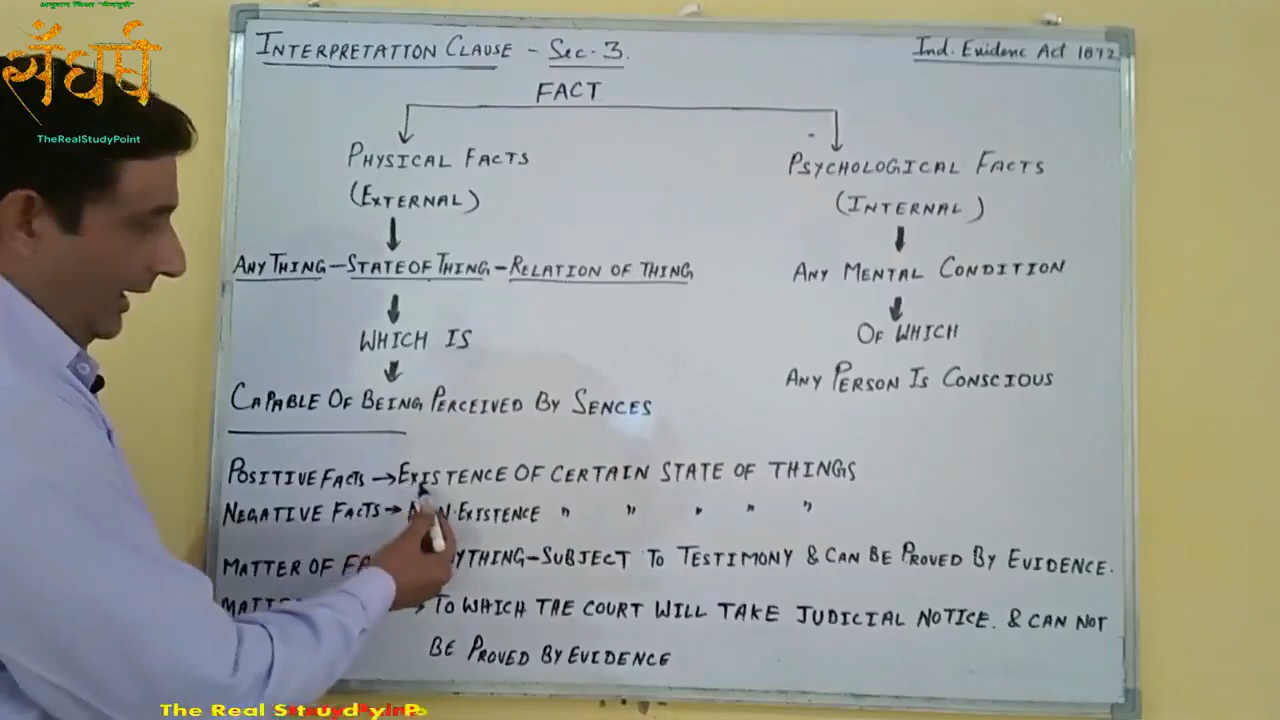 संघर्ष
TheRealStudyPoint
INTERPRETATION CLAUSE - Sec-3.
Ind. Evidenc Act 1872
FACT
PHYSICAL FACTS
(EXTERNAL)
PSYCHOLOGICAL FACTS
(INTERNAL)
ANY THING - STATE OF THING - RELATION OF THING
ANY MENTAL CONDITION
WHICH IS
OF WHICH
CAPABLE OF BEING PERCEIVED BY SENCES
ANY PERSON IS CONSCIOUS
POSITIVE FACTS → EXISTENCE OF CERTAIN STATE OF THINGS
NEGATIVE FACTS → NON-EXISTENCE " " " " "
MATTER OF YTHING - SUBJECT TO TESTIMONY & CAN BE PROVED BY EVIDENCE.
→ TO WHICH THE COURT WILL TAKE JUDICIAL NOTICE. & CAN NOT
BE PROVED BY EVIDENCE
The Real